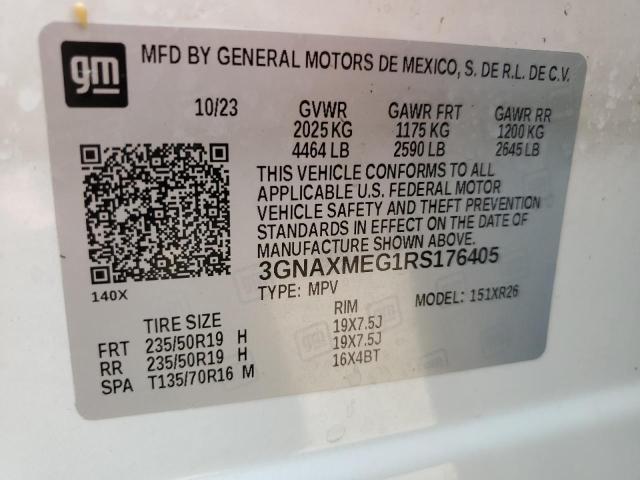 gm
MFD BY GENERAL MOTORS DE MEXICO, S. DE R.L. DE C.V.
10/23 GVWR GAWR FRT GAWR RR
2025 KG 1175 KG 1200 KG
4464 LB 2590 LB 2645 LB
THIS VEHICLE CONFORMS TO ALL
APPLICABLE U.S. FEDERAL MOTOR
VEHICLE SAFETY AND THEFT PREVENTION
STANDARDS IN EFFECT ON THE DATE OF
MANUFACTURE SHOWN ABOVE.
3GNAXMEG1RS176405
140X TYPE: MPV MODEL: 151XR26
TIRE SIZE RIM
FRT 235/50R19 H 19X7.5J
RR 235/50R19 H 19X7.5J
SPA T135/70R16 M 16X4BT